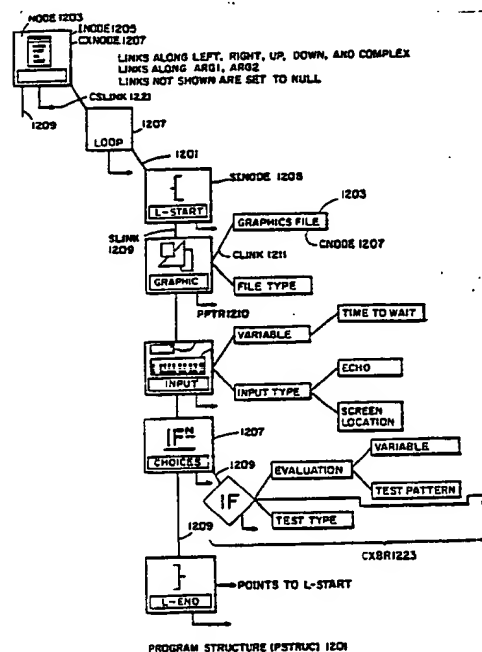 NODE 1203
INODE 1205
CXNODE 1207
LINKS ALONG LEFT, RIGHT, UP, DOWN, AND COMPLEX
LINKS ALONG ARG1, ARG2
LINKS NOT SHOWN ARE SET TO NULL
CSLINK 1221
1209
1207
LOOP
1201
SINODE 1208
L-START
1203
SLINK
1209
GRAPHICS FILE
CLINK 1211
CNODE 1207
GRAPHIC
FILE TYPE
PPTR1210
TIME TO WAIT
VARIABLE
INPUT
INPUT TYPE
ECHO
SCREEN
LOCATION
1207
IFN
CHOICES
1209
VARIABLE
EVALUATION
IF
TEST PATTERN
TEST TYPE
1209
CXBR1223
L-END
POINTS TO L-START
PROGRAM STRUCTURE (PSTRUC) 1201